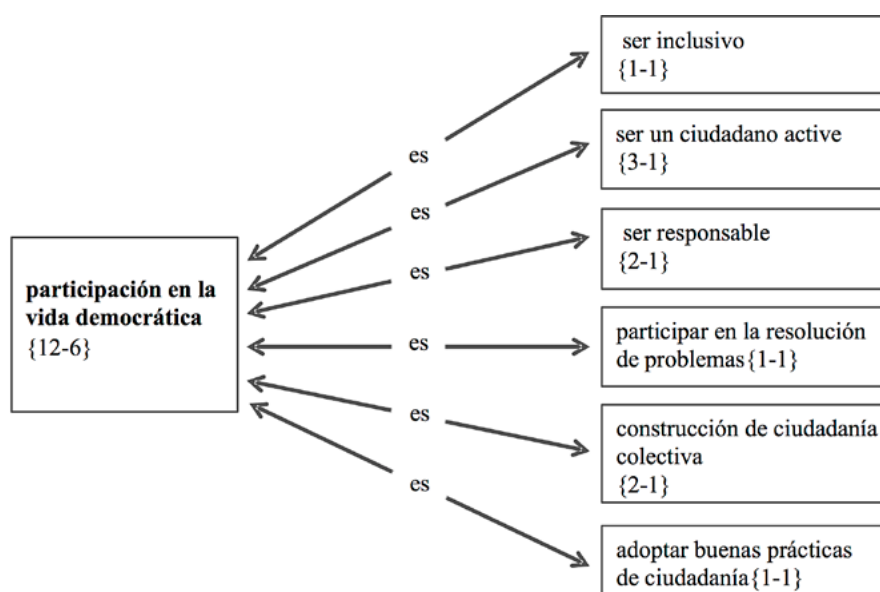 ser inclusivo
{1-1}
es
ser un ciudadano active
{3-1}
es
ser responsable
{2-1}
es
participación en la
vida democrática
{12-6}
es
participar en la resolución
de problemas{1-1}
es
construcción de ciudadanía
colectiva
{2-1}
es
adoptar buenas prácticas
de ciudadanía{1-1}